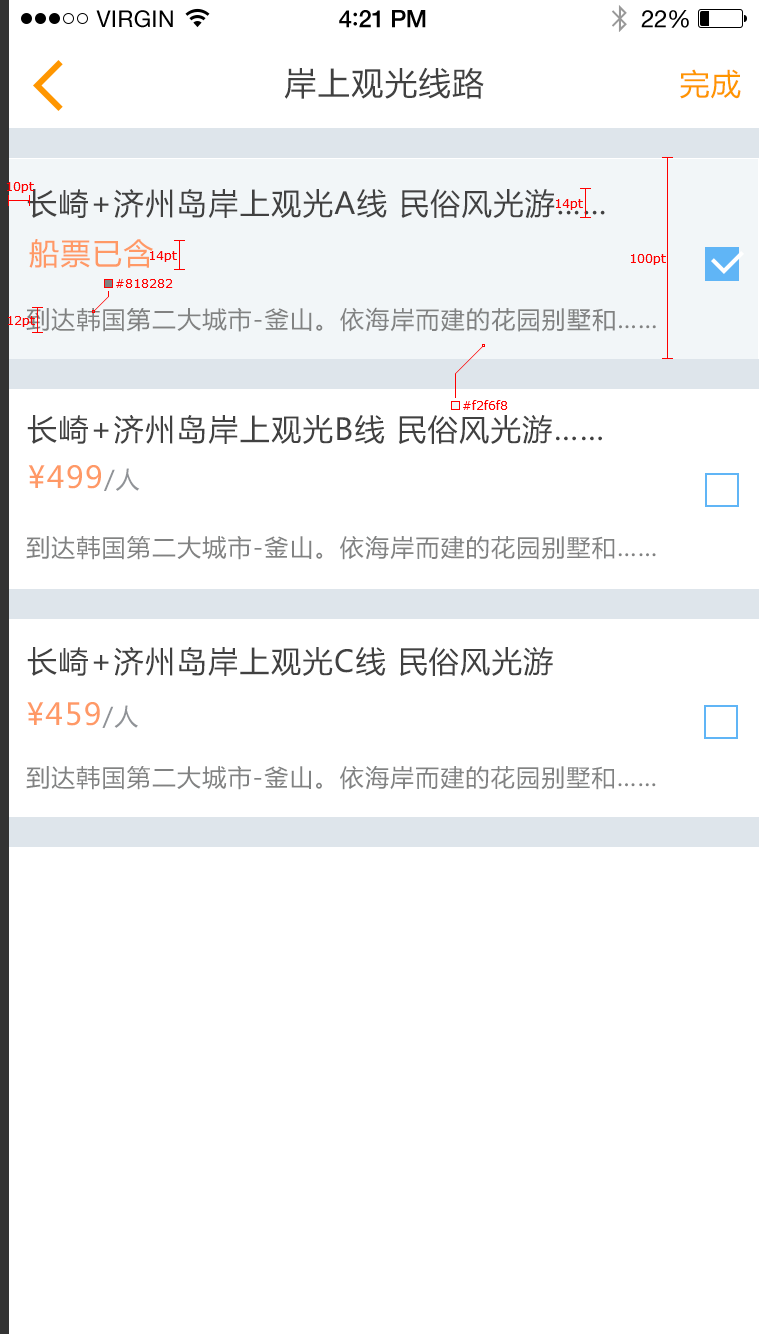 VIRGIN 4:21 PM 22%
岸上观光线路 完成
10pt
长崎+济州岛岸上观光A线 民俗风光游…… 14pt
船票已含 14pt
100pt
#818282
12pt
到达韩国第二大城市-釜山。依海岸而建的花园别墅和……
#f2f6f8
长崎+济州岛岸上观光B线 民俗风光游……
¥499/人
到达韩国第二大城市-釜山。依海岸而建的花园别墅和……
长崎+济州岛岸上观光C线 民俗风光游
¥459/人
到达韩国第二大城市-釜山。依海岸而建的花园别墅和……